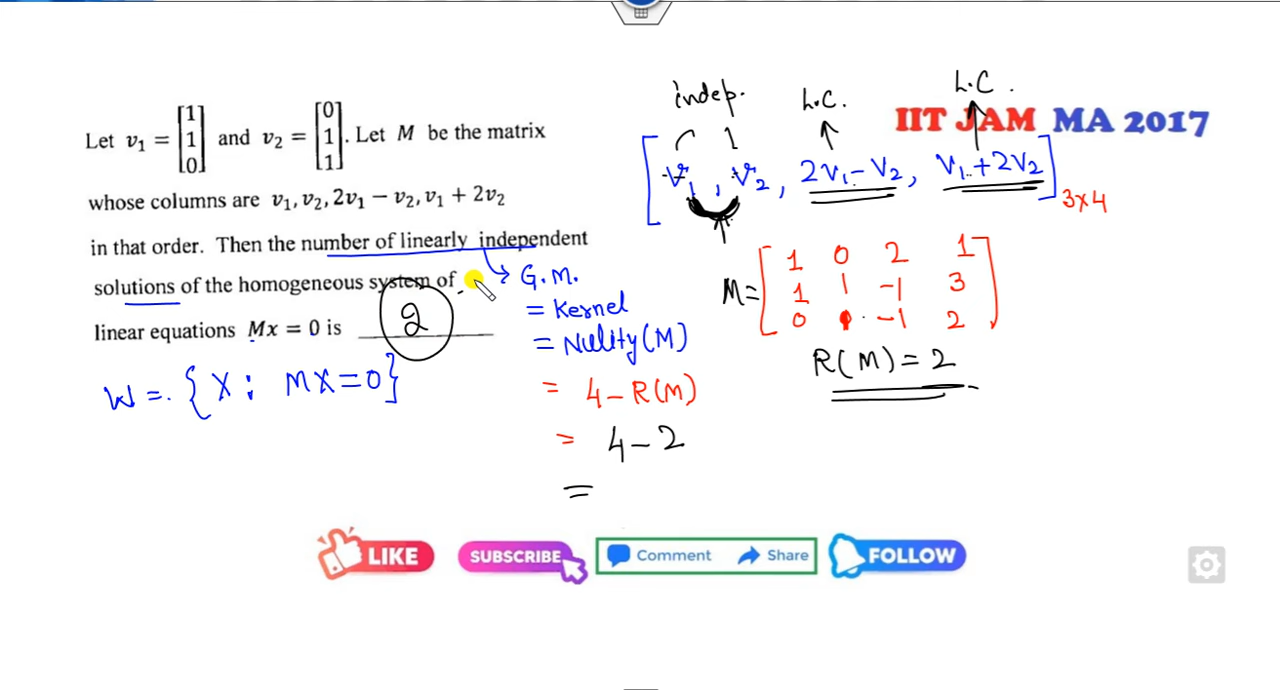 indep.
L.C.
L.C.
IIT JAM MA 2017
Let v₁ = [1 1 0] and v₂ = [0 1 1]. Let M be the matrix
[v₁, v₂, 2v₁-v₂, v₁+2v₂]3x4
whose columns are v₁, v₂, 2v₁ − v₂, v₁ + 2v₂
in that order. Then the number of linearly independent
solutions of the homogeneous system of
linear equations Mx = 0 is
2
G.M.
= Kernel
= Nullity(M)
= 4-R(M)
= 4-2
=
M=
1 0 2 1
1 1 -1 3
0 1 -1 2
R(M)=2
W = {X : MX=0}
LIKE
SUBSCRIBE
Comment
Share
FOLLOW